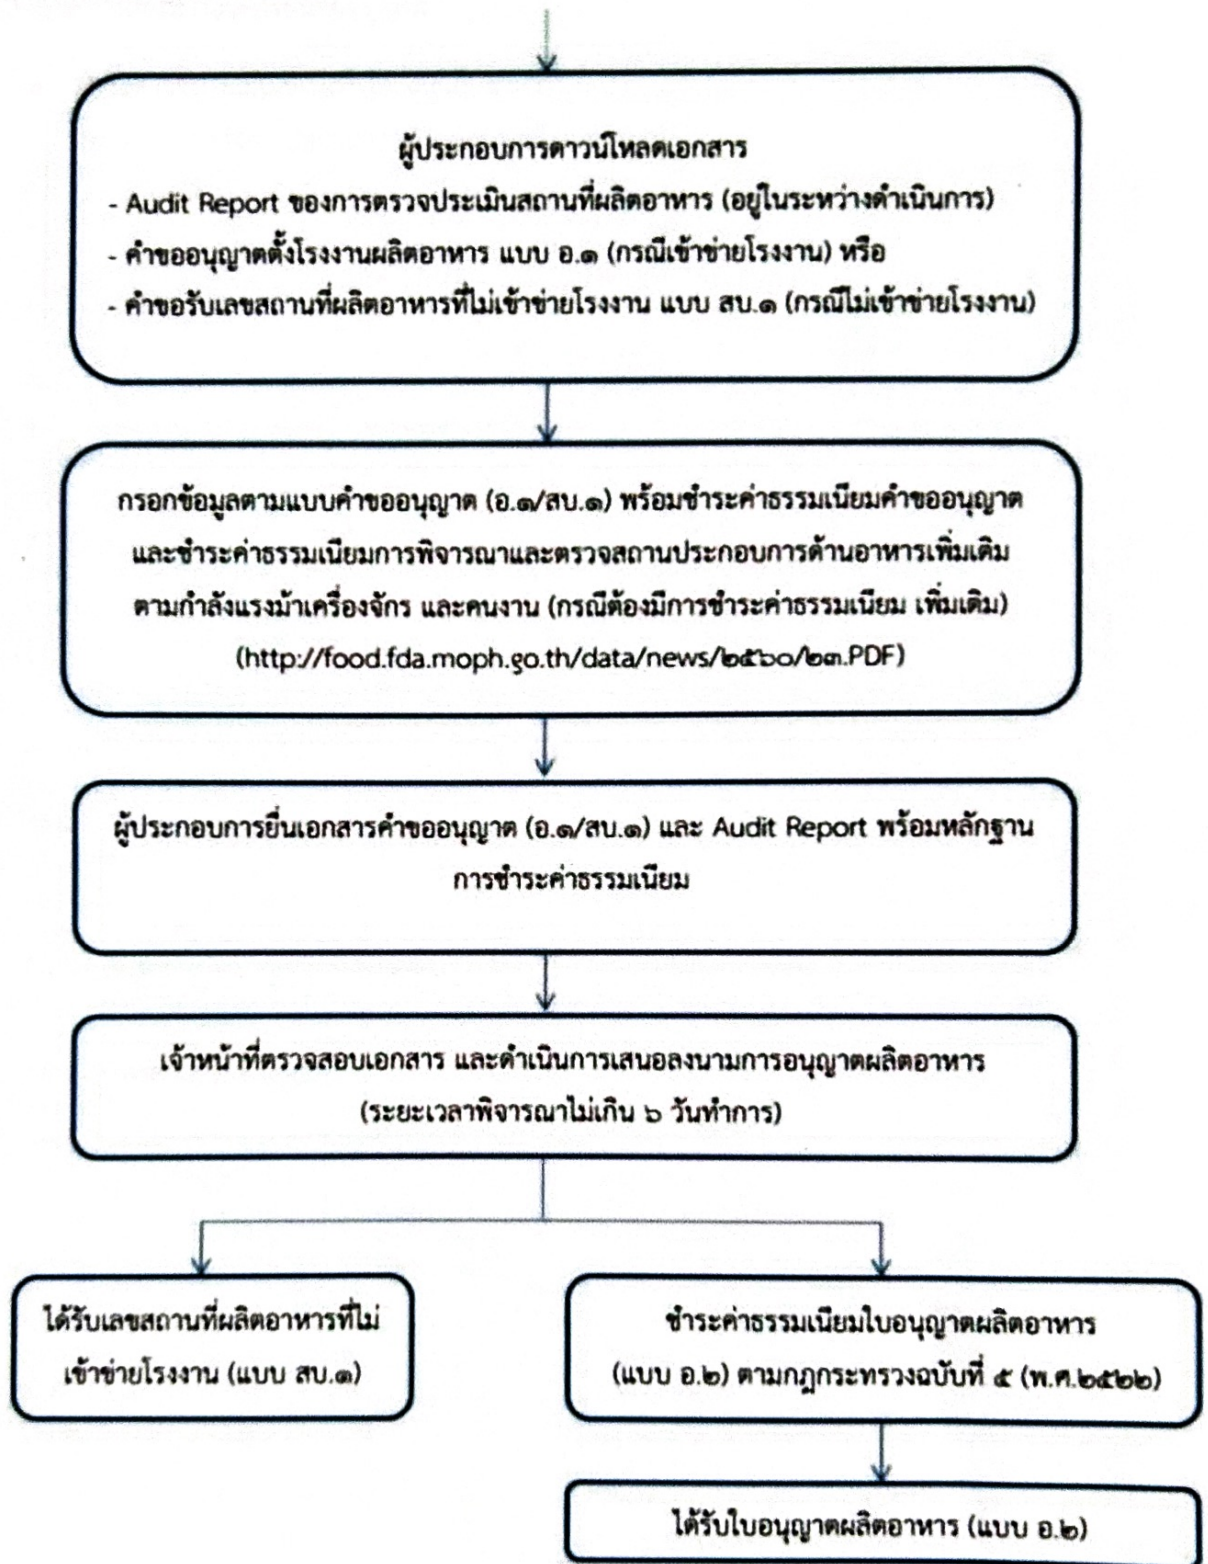 ผู้ประกอบการดาวน์โหลดเอกสาร
- Audit Report ของการตรวจประเมินสถานที่ผลิตอาหาร (อยู่ในระหว่างดำเนินการ)
- คำขออนุญาตตั้งโรงงานผลิตอาหาร แบบ อ.๑ (กรณีเข้าข่ายโรงงาน) หรือ
- คำขอรับเลขสถานที่ผลิตอาหารที่ไม่เข้าข่ายโรงงาน แบบ สบ.๑ (กรณีไม่เข้าข่ายโรงงาน)
กรอกข้อมูลตามแบบคำขออนุญาต (อ.๑/สบ.๑) พร้อมชำระค่าธรรมเนียมคำขออนุญาต
และชำระค่าธรรมเนียมการพิจารณาและตรวจสถานประกอบการด้านอาหารเพิ่มเติม
ตามกำลังแรงม้าเครื่องจักร และคนงาน (กรณีต้องมีการชำระค่าธรรมเนียม เพิ่มเติม)
(http://food.fda.moph.go.th/data/news/๒๕๖๐/๒๓.PDF)
ผู้ประกอบการยื่นเอกสารคำขออนุญาต (อ.๑/สบ.๑) และ Audit Report พร้อมหลักฐาน
การชำระค่าธรรมเนียม
เจ้าหน้าที่ตรวจสอบเอกสาร และดำเนินการเสนอลงนามการอนุญาตผลิตอาหาร
(ระยะเวลาพิจารณาไม่เกิน ๖ วันทำการ)
ได้รับเลขสถานที่ผลิตอาหารที่ไม่
เข้าข่ายโรงงาน (แบบ สบ.๑)
ชำระค่าธรรมเนียมใบอนุญาตผลิตอาหาร
(แบบ อ.๒) ตามกฎกระทรวงฉบับที่ ๕ (พ.ศ.๒๕๒๒)
ได้รับใบอนุญาตผลิตอาหาร (แบบ อ.๒)